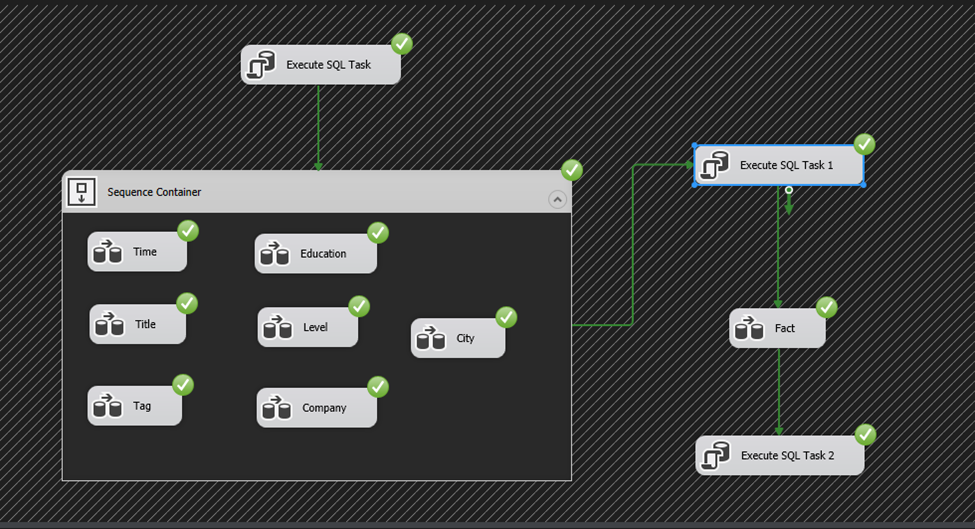 Execute SQL Task
Sequence Container
Time
Education
Title
Level
City
Tag
Company
Execute SQL Task 1
Fact
Execute SQL Task 2